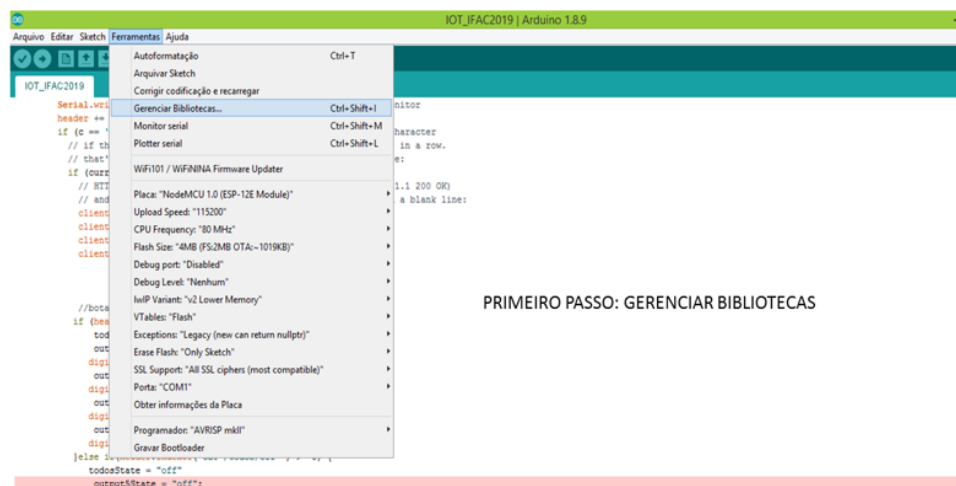 IOT_IFAC2019 | Arduino 1.8.9
Arquivo Editar Sketch Ferramentas Ajuda
IOT_IFAC2019
Autoformatação Ctrl+T
Arquivar Sketch
Corrigir codificação e recarregar
Serial.wri
Gerenciar Bibliotecas... Ctrl+Shift+I
nitor
header +=
Monitor serial Ctrl+Shift+M
if (c == '
haracter
Plotter serial Ctrl+Shift+L
// if th
in a row.
// that'
e:
WiFi101 / WiFiNINA Firmware Updater
if (curr
// HTT
1.1 200 OK)
Placa: "NodeMCU 1.0 (ESP-12E Module)"
// and
a blank line:
Upload Speed: "115200"
client
CPU Frequency: "80 MHz"
client
client
Flash Size: "4MB (FS:2MB OTA:~1019KB)"
client
Debug port: "Disabled"
Debug Level: "Nenhum"
lwIP Variant: "v2 Lower Memory"
PRIMEIRO PASSO: GERENCIAR BIBLIOTECAS
//bota
VTables: "Flash"
if (hea
Exceptions: "Legacy (new can return nullptr)"
tod
out
Erase Flash: "Only Sketch"
digi
SSL Support: "All SSL ciphers (most compatible)"
out
digi
Porta: "COM1"
out
Obter informações da Placa
digi
out
Programador: "AVRISP mkII"
digi
Gravar Bootloader
}else if
todosState = "off"
output5State = "off";